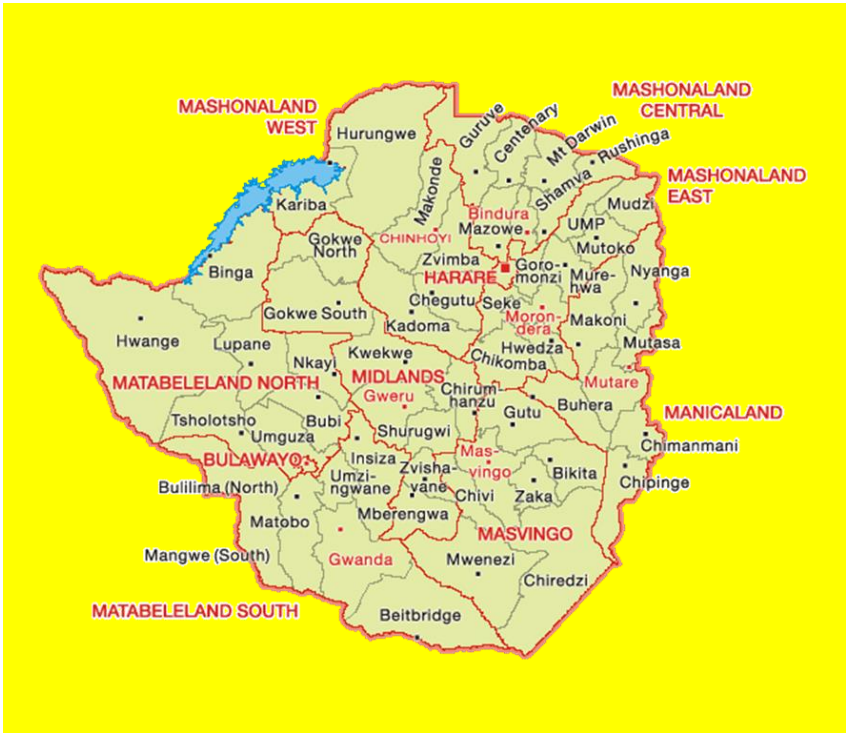 MASHONALAND
CENTRAL
MASHONALAND
WEST
Hurungwe
Guruve
Centenary
Mt Darwin
Rushinga
MASHONALAND
EAST
Makonde
Shamva
Mudzi
Kariba
Bindura
Mazowe
UMP
CHINHOYI
Gokwe
North
Mutoko
Zvimba
Binga
HARARE
Goro-
monzi
Mure-
hwa
Nyanga
Chegutu
Seke
Gokwe South
Kadoma
Moron-
dera
Makoni
Hwange
Lupane
Mutasa
Hwedza
Kwekwe
Chikomba
Nkayi
MATABELELAND NORTH
MIDLANDS
Mutare
Gweru
Chirum-
hanzu
Gutu
Buhera
MANICALAND
Tsholotsho
Bubi
Umguza
Shurugwi
Chimanmani
BULAWAYO
Insiza
Mas-
vingo
Zvisha-
vane
Bikita
Umzi-
ngwane
Chipinge
Bulilima (North)
Chivi
Zaka
Matobo
Mberengwa
MASVINGO
Mangwe (South)
Gwanda
Mwenezi
Chiredzi
MATABELELAND SOUTH
Beitbridge